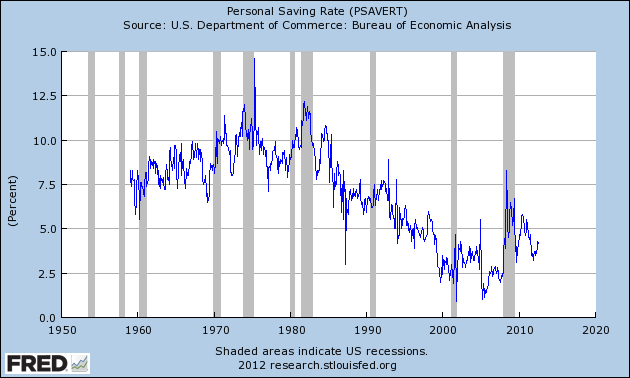 Personal Saving Rate (PSAVERT)
Source: U.S. Department of Commerce: Bureau of Economic Analysis
15.0
12.5
10.0
7.5
5.0
2.5
0.0
(Percent)
1950 1960 1970 1980 1990 2000 2010 2020
Shaded areas indicate US recessions.
2012 research.stlouisfed.org
FRED